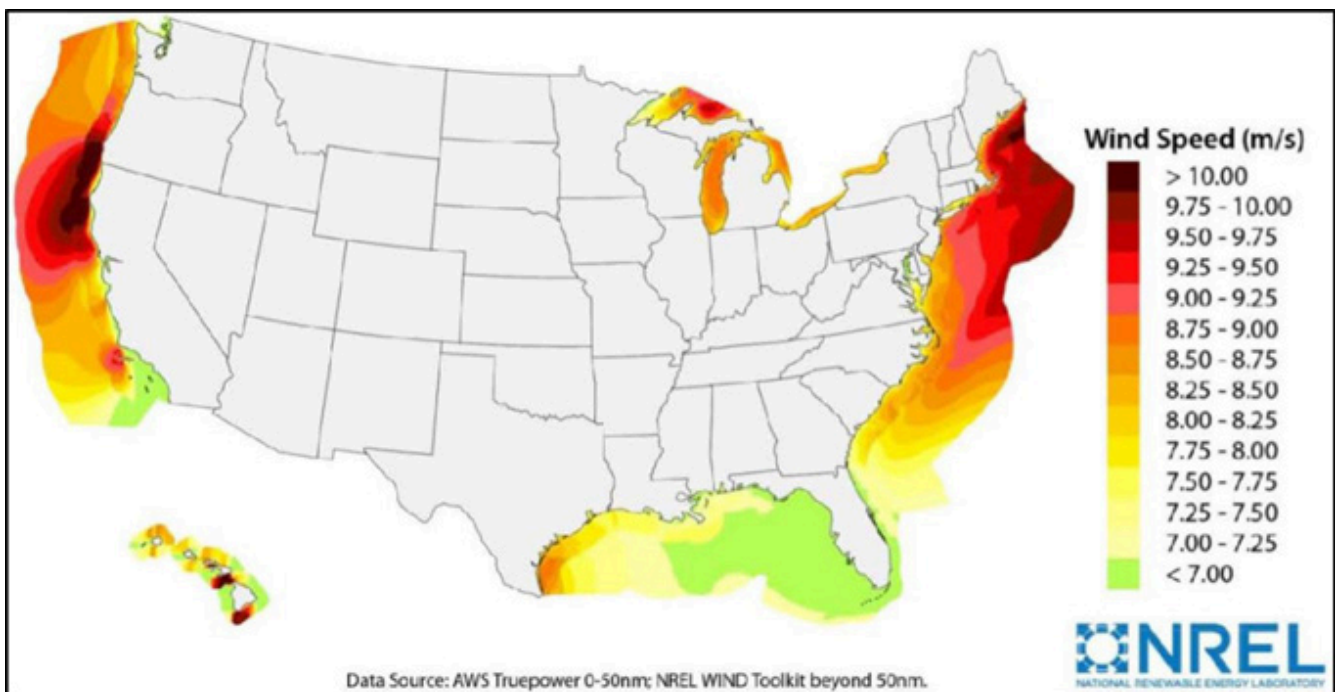 Wind Speed (m/s)
> 10.00
9.75 - 10.00
9.50 - 9.75
9.25 - 9.50
9.00 - 9.25
8.75 - 9.00
8.50 - 8.75
8.25 - 8.50
8.00 - 8.25
7.75 - 8.00
7.50 - 7.75
7.25 - 7.50
7.00 - 7.25
< 7.00
NREL
NATIONAL RENEWABLE ENERGY LABORATORY
Data Source: AWS Truepower 0-50nm; NREL WIND Toolkit beyond 50nm.